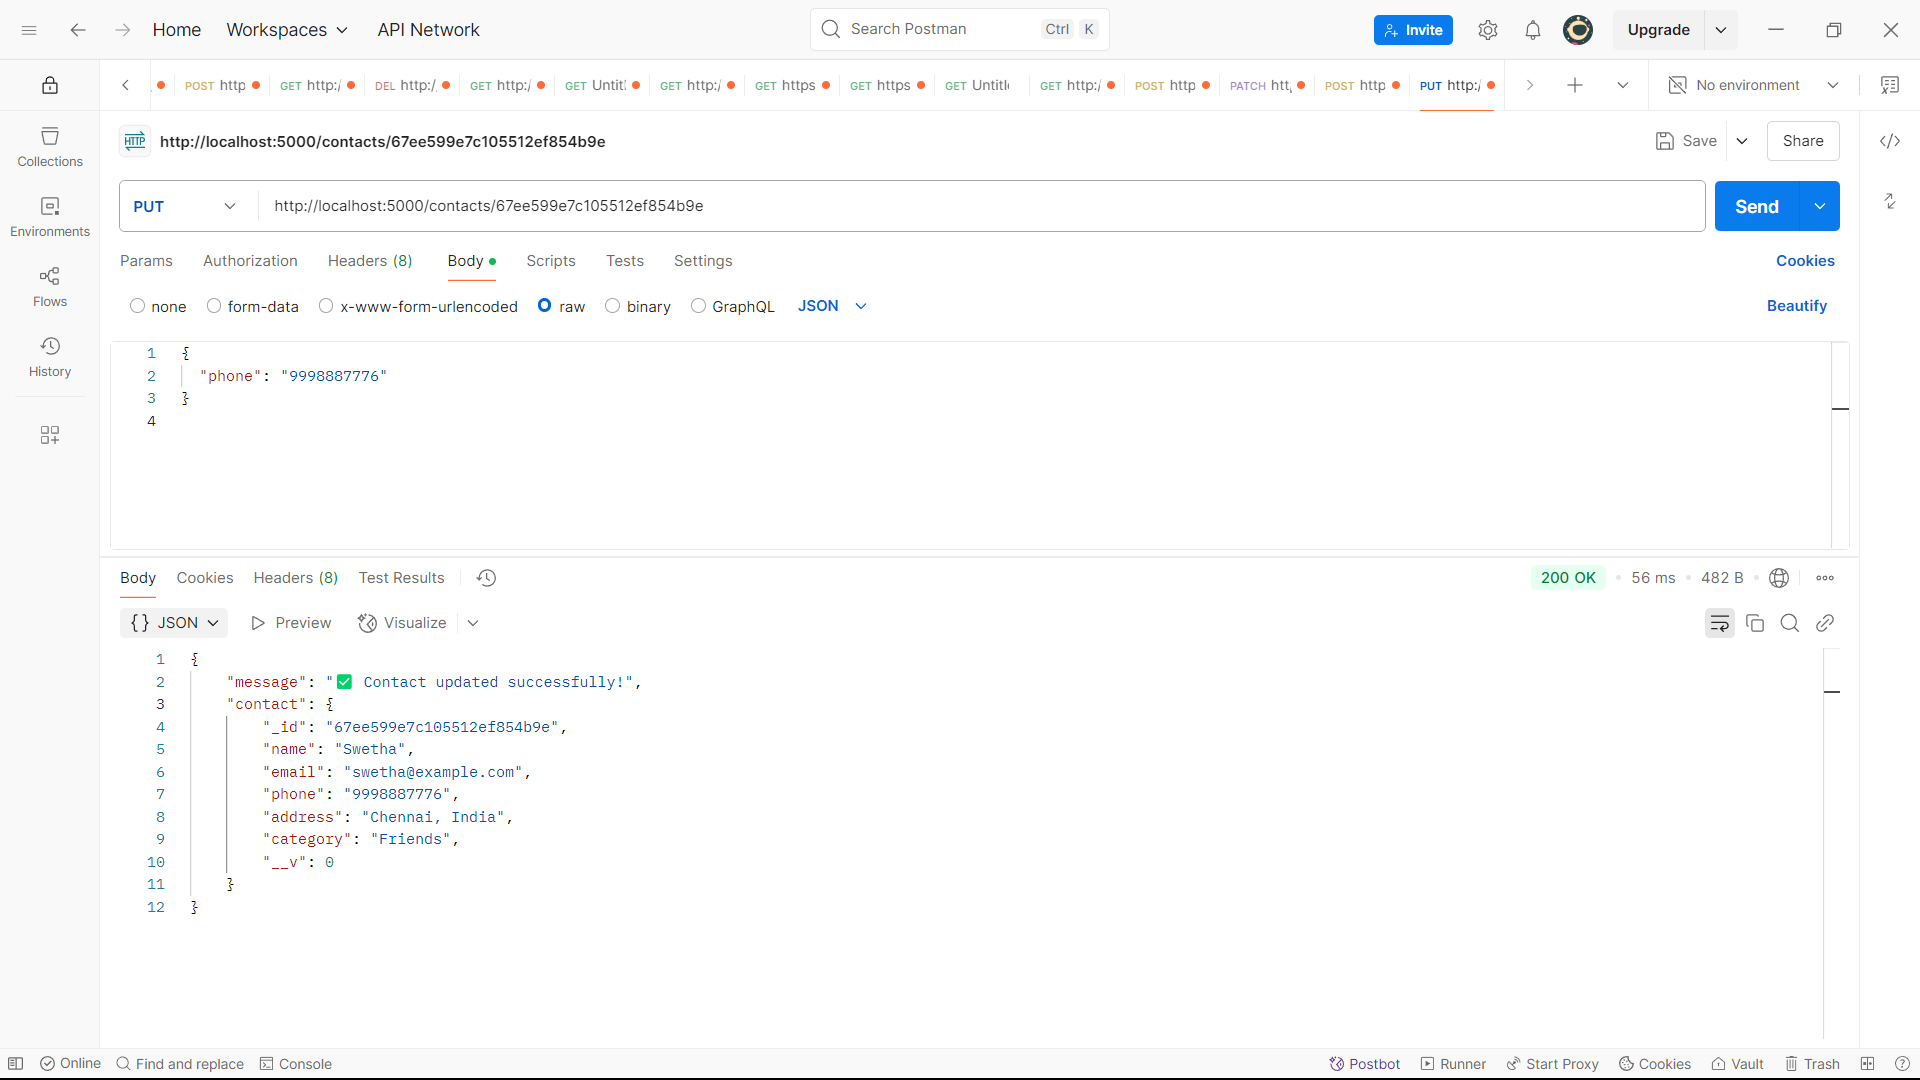 Home Workspaces API Network Search Postman Ctrl K Invite Upgrade
POST http GET http:/ DEL http:/ GET http:/ GET Untitl GET http:/ GET https GET https GET Untitle GET http:/ POST http PATCH htt POST http PUT http:/ No environment
HTTP http://localhost:5000/contacts/67ee599e7c105512ef854b9e Save Share
Collections
PUT http://localhost:5000/contacts/67ee599e7c105512ef854b9e Send
Environments
Params Authorization Headers (8) Body Scripts Tests Settings Cookies
Flows
none form-data x-www-form-urlencoded raw binary GraphQL JSON Beautify
History
1 {
2 "phone": "9998887776"
3 }
4
Body Cookies Headers (8) Test Results 200 OK 56 ms 482 B
{} JSON Preview Visualize
1 {
2 "message": "✅ Contact updated successfully!",
3 "contact": {
4 "_id": "67ee599e7c105512ef854b9e",
5 "name": "Swetha",
6 "email": "swetha@example.com",
7 "phone": "9998887776",
8 "address": "Chennai, India",
9 "category": "Friends",
10 "__v": 0
11 }
12 }
Online Find and replace Console Postbot Runner Start Proxy Cookies Vault Trash